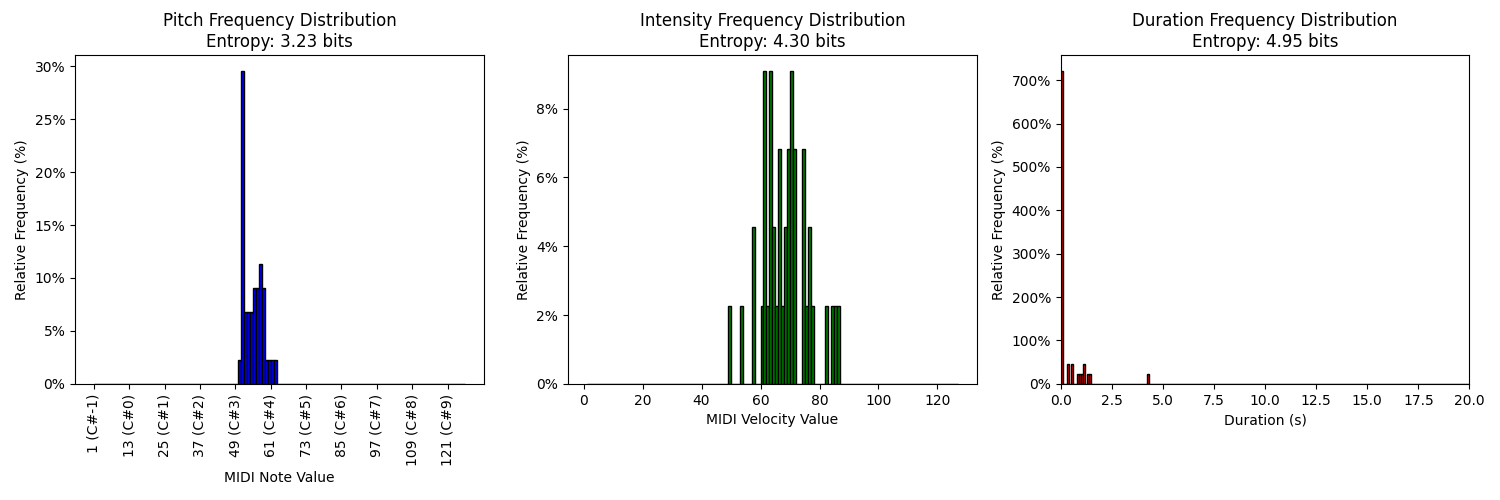 Pitch Frequency Distribution
Entropy: 3.23 bits
Relative Frequency (%)
30%
25%
20%
15%
10%
5%
0%
1 (C#-1)
13 (C#0)
25 (C#1)
37 (C#2)
49 (C#3)
61 (C#4)
73 (C#5)
85 (C#6)
97 (C#7)
109 (C#8)
121 (C#9)
MIDI Note Value
Intensity Frequency Distribution
Entropy: 4.30 bits
Relative Frequency (%)
8%
6%
4%
2%
0%
0 20 40 60 80 100 120
MIDI Velocity Value
Duration Frequency Distribution
Entropy: 4.95 bits
Relative Frequency (%)
700%
600%
500%
400%
300%
200%
100%
0%
0.0 2.5 5.0 7.5 10.0 12.5 15.0 17.5 20.0
Duration (s)